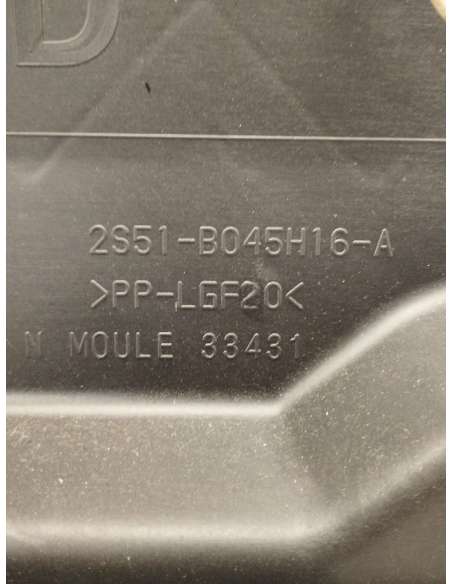 D
2S51-B045H16-A
>PP-LGF20<
N MOULE 33431